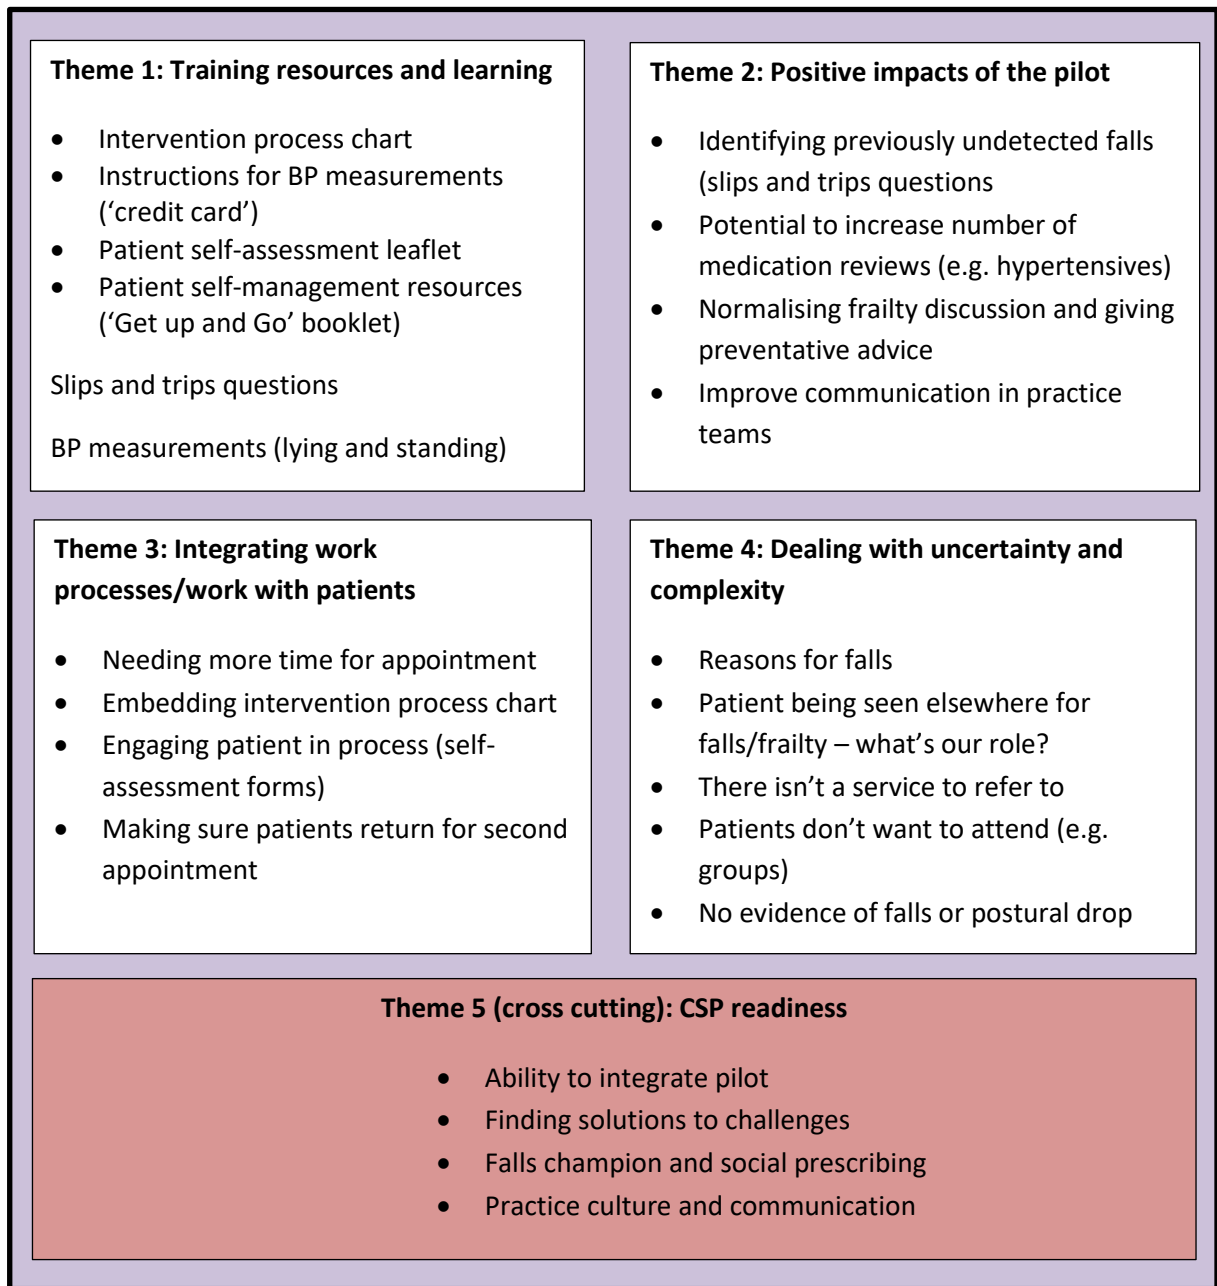 Theme 1: Training resources and learning
• Intervention process chart
• Instructions for BP measurements
(‘credit card’)
• Patient self-assessment leaflet
• Patient self-management resources
(‘Get up and Go’ booklet)
Slips and trips questions
BP measurements (lying and standing)
Theme 2: Positive impacts of the pilot
• Identifying previously undetected falls
(slips and trips questions
• Potential to increase number of
medication reviews (e.g. hypertensives)
• Normalising frailty discussion and giving
preventative advice
• Improve communication in practice
teams
Theme 3: Integrating work
processes/work with patients
• Needing more time for appointment
• Embedding intervention process chart
• Engaging patient in process (self-
assessment forms)
• Making sure patients return for second
appointment
Theme 4: Dealing with uncertainty and
complexity
• Reasons for falls
• Patient being seen elsewhere for
falls/frailty – what’s our role?
• There isn’t a service to refer to
• Patients don’t want to attend (e.g.
groups)
• No evidence of falls or postural drop
Theme 5 (cross cutting): CSP readiness
• Ability to integrate pilot
• Finding solutions to challenges
• Falls champion and social prescribing
• Practice culture and communication